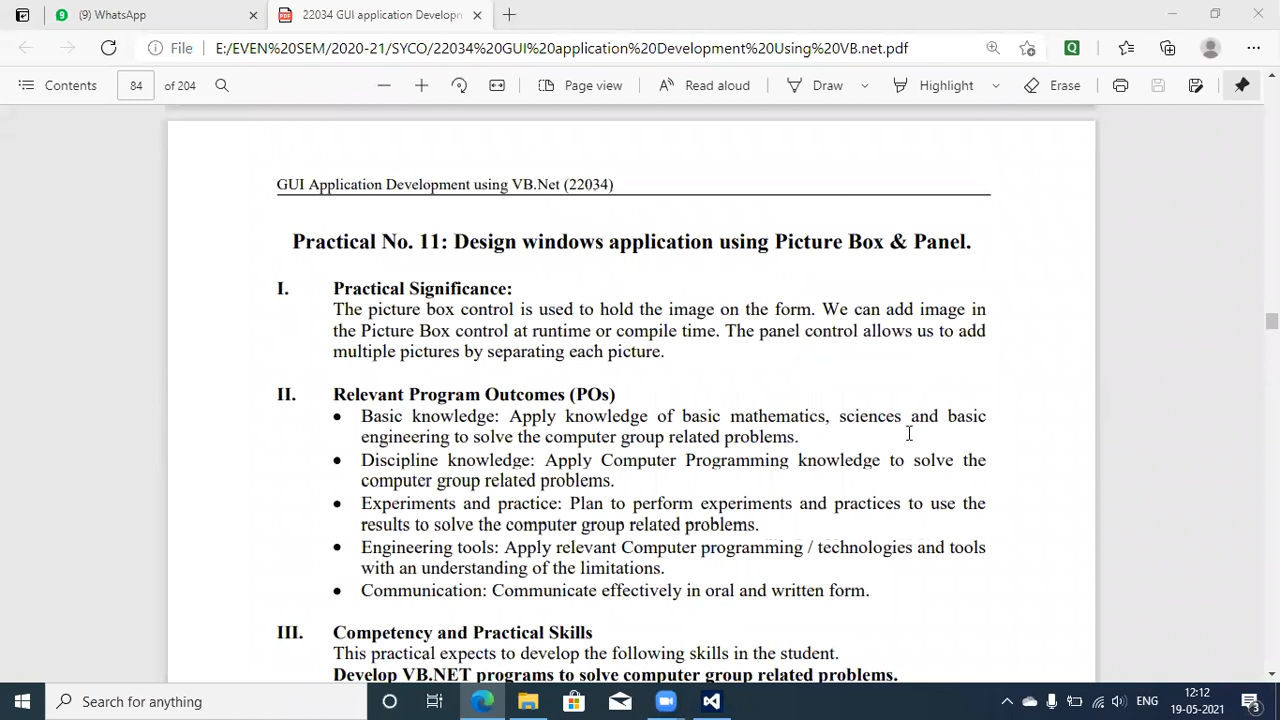 (9) WhatsApp
22034 GUI application Developm
File
E:/EVEN%20SEM/2020-21/SYCO/22034%20GUI%20application%20Development%20Using%20VB.net.pdf
Contents
84
of 204
Page view
Read aloud
Draw
Highlight
Erase
GUI Application Development using VB.Net (22034)
Practical No. 11: Design windows application using Picture Box & Panel.
I. Practical Significance:
The picture box control is used to hold the image on the form. We can add image in
the Picture Box control at runtime or compile time. The panel control allows us to add
multiple pictures by separating each picture.
II. Relevant Program Outcomes (POs)
• Basic knowledge: Apply knowledge of basic mathematics, sciences and basic
engineering to solve the computer group related problems.
• Discipline knowledge: Apply Computer Programming knowledge to solve the
computer group related problems.
• Experiments and practice: Plan to perform experiments and practices to use the
results to solve the computer group related problems.
• Engineering tools: Apply relevant Computer programming / technologies and tools
with an understanding of the limitations.
• Communication: Communicate effectively in oral and written form.
III. Competency and Practical Skills
This practical expects to develop the following skills in the student.
Develop VB.NET programs to solve computer group related problems.
Search for anything
ENG
12:12
19-05-2021
3